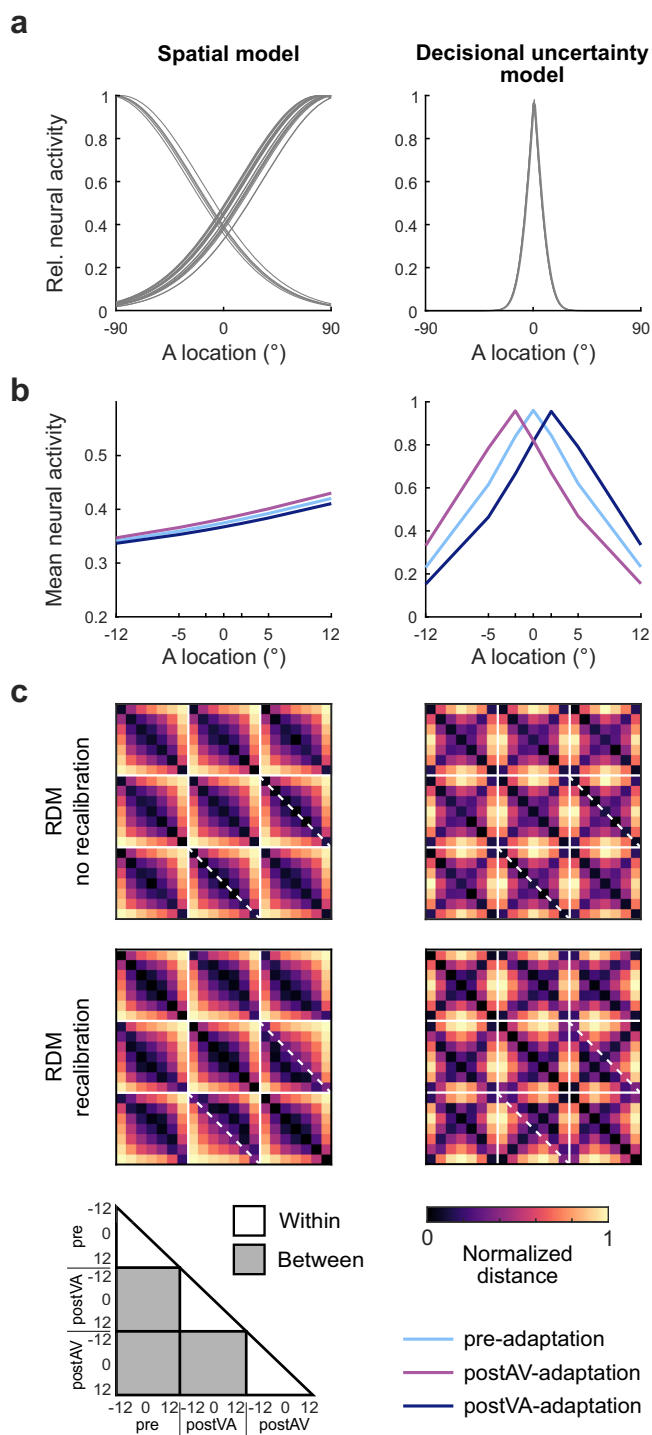 a
Spatial model
Decisional uncertainty
model
Rel. neural activity
1
0.8
0.6
0.4
0.2
0
-90
0
90
A location (°)
1
0.8
0.6
0.4
0.2
0
-90
0
90
A location (°)
b
Mean neural activity
0.5
0.4
0.3
0.2
-12
-5
0
5
12
A location (°)
1
0.8
0.6
0.4
0.2
0
-12
-5
0
5
12
A location (°)
c
RDM
no recalibration
RDM
recalibration
pre
-12
0
12
postVA
-12
0
12
postAV
-12
0
12
-12 0 12 -12 0 12 -12 0 12
pre postVA postAV
Within
Between
0 1
Normalized
distance
pre-adaptation
postAV-adaptation
postVA-adaptation